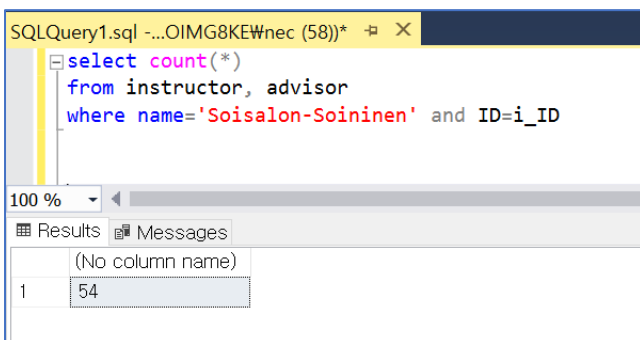 SQLQuery1.sql -...OIMG8KE₩nec (58))*
select count(*)
from instructor, advisor
where name='Soisalon-Soininen' and ID=i_ID
100 %
Results Messages
(No column name)
1 54